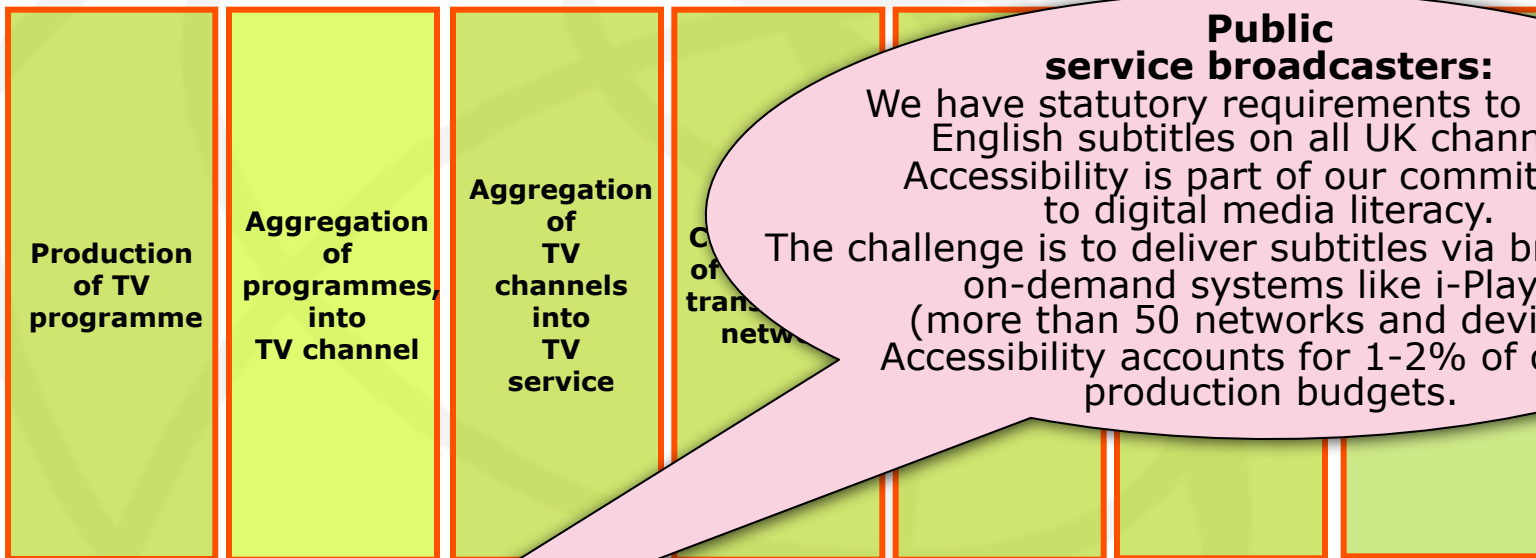 Production
of TV
programme
Aggregation
of
programmes,
into
TV channel
Aggregation
of
TV
channels
into
TV
service
of
Public
service broadcasters:
We have statutory requirements to
English subtitles on all UK
Accessibility is part of our
to digital media literacy.
The challenge is to deliver subtitles via
on-demand systems like
(more than 50 networks and
Accessibility accounts for 1-2% of
production budgets.